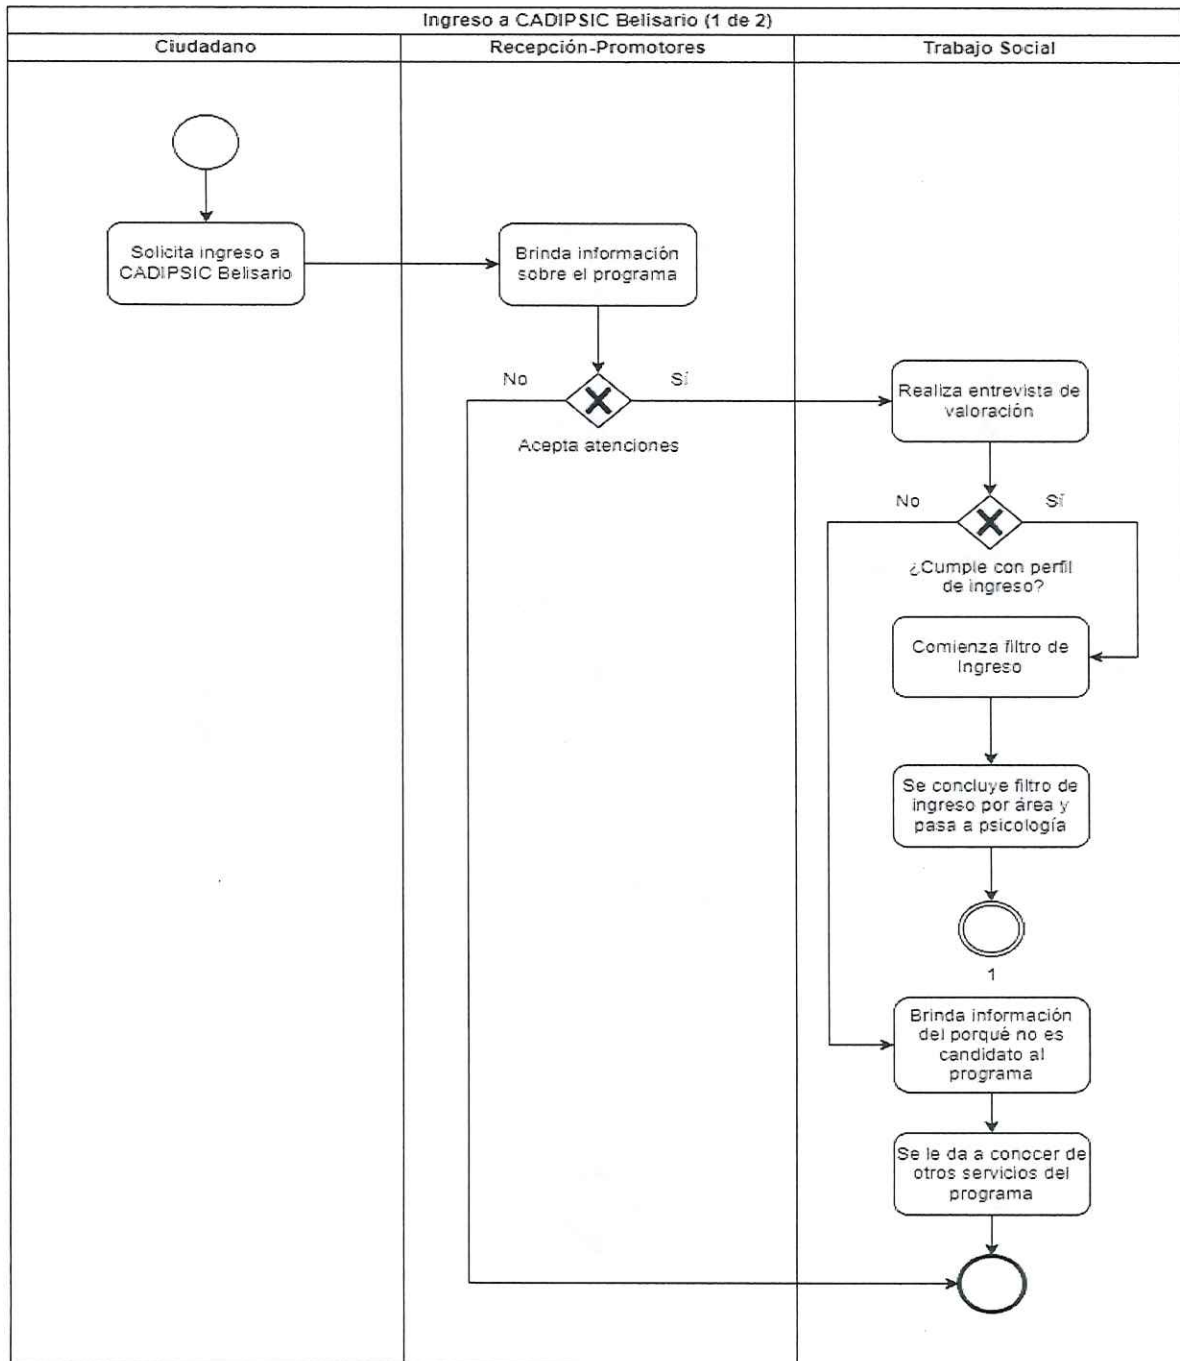 Ingreso a CADIPSIC Belisario (1 de 2)
Ciudadano
Recepción-Promotores
Trabajo Social
Solicita ingreso a
CADIPSIC Belisario
Brinda información
sobre el programa
No
Sí
Acepta atenciones
Realiza entrevista de
valoración
No
Sí
¿Cumple con perfil
de ingreso?
Comienza filtro de
Ingreso
Se concluye filtro de
ingreso por área y
pasa a psicología
1
Brinda información
del porqué no es
candidato al
programa
Se le da a conocer de
otros servicios del
programa